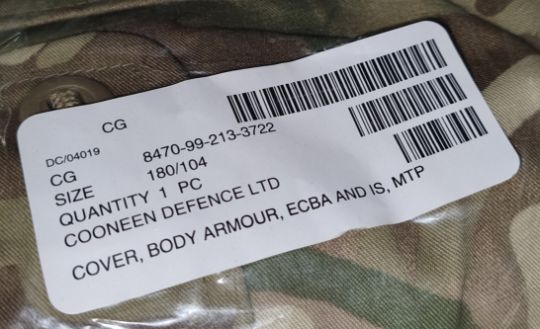 CG
DC/04019
CG 8470-99-213-3722
SIZE 180/104
QUANTITY 1 PC
COONEEN DEFENCE LTD
COVER, BODY ARMOUR, ECBA AND IS, MTP